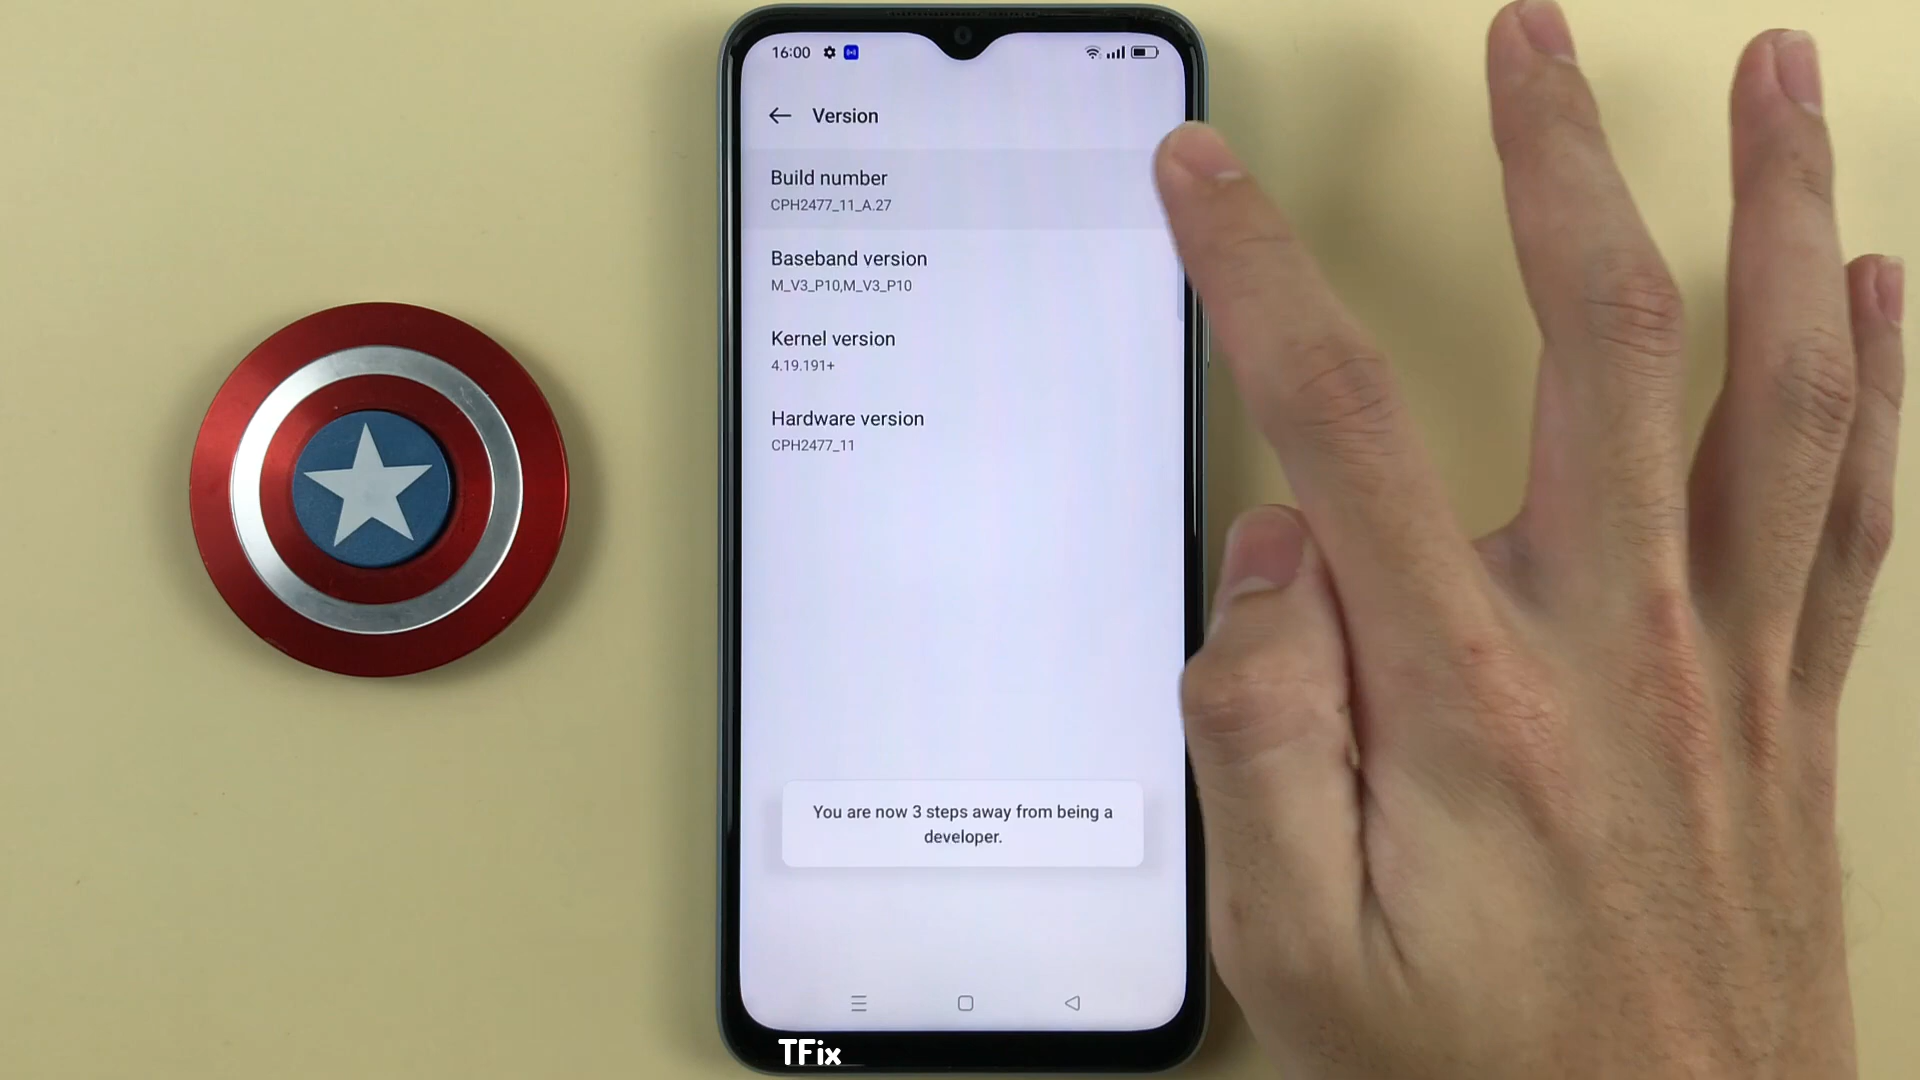 16:00
Version
Build number
CPH2477_11_A.27
Baseband version
M_V3_P10,M_V3_P10
Kernel version
4.19.191+
Hardware version
CPH2477_11
You are now 3 steps away from being a
developer.
TFix